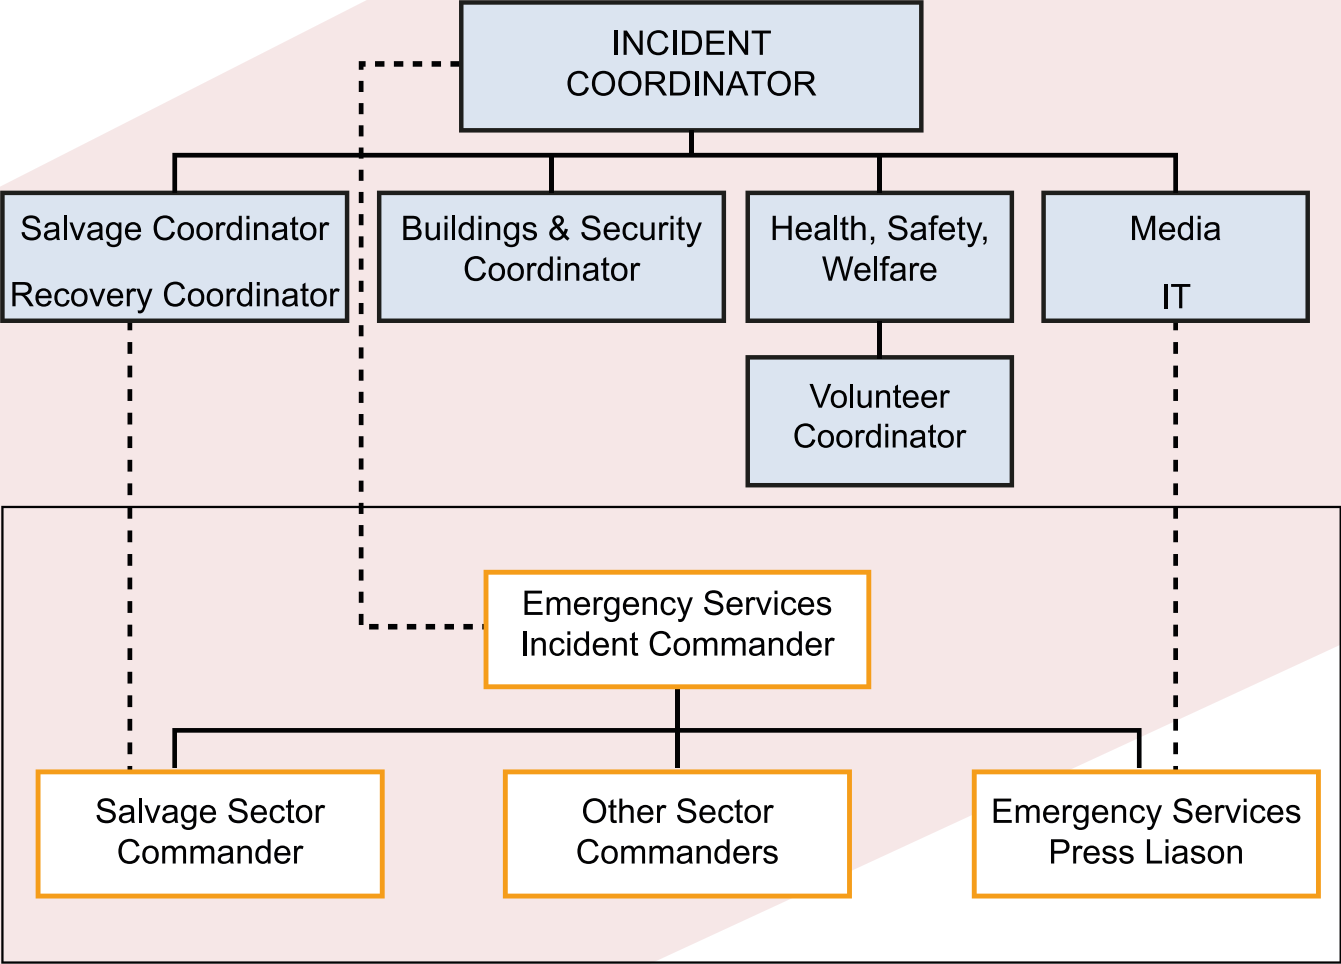 INCIDENT
COORDINATOR
Salvage Coordinator
Recovery Coordinator
Buildings & Security
Coordinator
Health, Safety,
Welfare
Media
IT
Volunteer
Coordinator
Emergency Services
Incident Commander
Salvage Sector
Commander
Other Sector
Commanders
Emergency Services
Press Liason